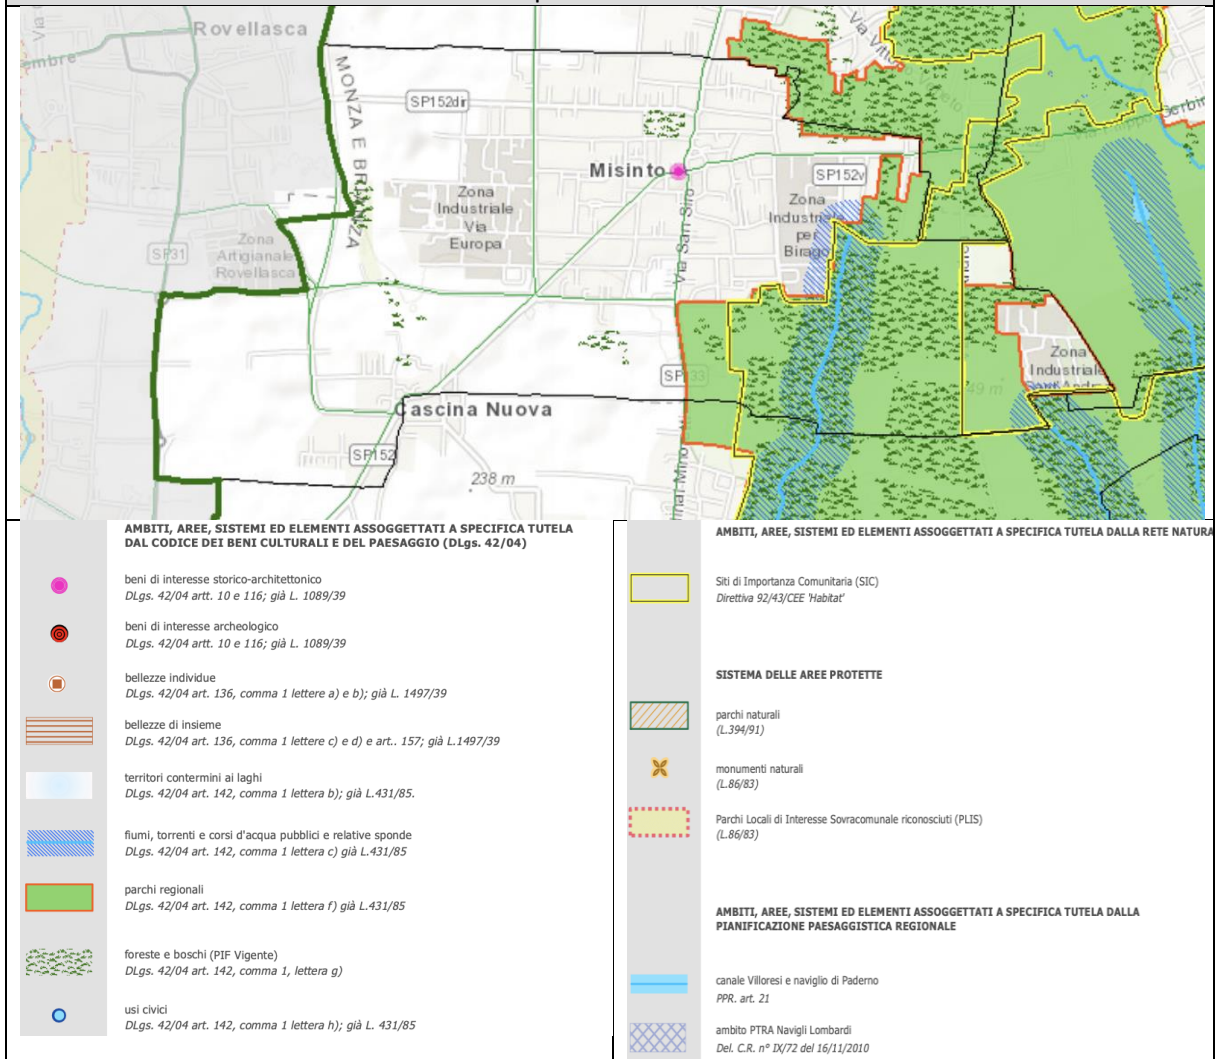 Rovellasca
Via Vitto
embre
MONZA E BRIANZA
SP152dir
Serbin
Misinto
SP152v
Zona
Industriale
Via
Europa
Zona
Industriale
per
Birago
Via San Siro
SP31
Zona
Artigianale
Rovellasca
SP133
Zona
Industriale
Sant'Andrea
49 m
Cascina Nuova
SP152
238 m
AMBITI, AREE, SISTEMI ED ELEMENTI ASSOGGETTATI A SPECIFICA TUTELA
DAL CODICE DEI BENI CULTURALI E DEL PAESAGGIO (DLgs. 42/04)
beni di interesse storico-architettonico
DLgs. 42/04 artt. 10 e 116; già L. 1089/39
beni di interesse archeologico
DLgs. 42/04 artt. 10 e 116; già L. 1089/39
bellezze individue
DLgs. 42/04 art. 136, comma 1 lettere a) e b); già L. 1497/39
bellezze di insieme
DLgs. 42/04 art. 136, comma 1 lettere c) e d) e art.. 157; già L.1497/39
territori contermini ai laghi
DLgs. 42/04 art. 142, comma 1 lettera b); già L.431/85.
fiumi, torrenti e corsi d'acqua pubblici e relative sponde
DLgs. 42/04 art. 142, comma 1 lettera c) già L.431/85
parchi regionali
DLgs. 42/04 art. 142, comma 1 lettera f) già L.431/85
foreste e boschi (PIF Vigente)
DLgs. 42/04 art. 142, comma 1, lettera g)
usi civici
DLgs. 42/04 art. 142, comma 1 lettera h); già L. 431/85
AMBITI, AREE, SISTEMI ED ELEMENTI ASSOGGETTATI A SPECIFICA TUTELA DALLA RETE NATURA
Siti di Importanza Comunitaria (SIC)
Direttiva 92/43/CEE 'Habitat'
SISTEMA DELLE AREE PROTETTE
parchi naturali
(L.394/91)
monumenti naturali
(L.86/83)
Parchi Locali di Interesse Sovracomunale riconosciuti (PLIS)
(L.86/83)
AMBITI, AREE, SISTEMI ED ELEMENTI ASSOGGETTATI A SPECIFICA TUTELA DALLA
PIANIFICAZIONE PAESAGGISTICA REGIONALE
canale Villoresi e naviglio di Paderno
PPR. art. 21
ambito PTRA Navigli Lombardi
Del. C.R. n° IX/72 del 16/11/2010